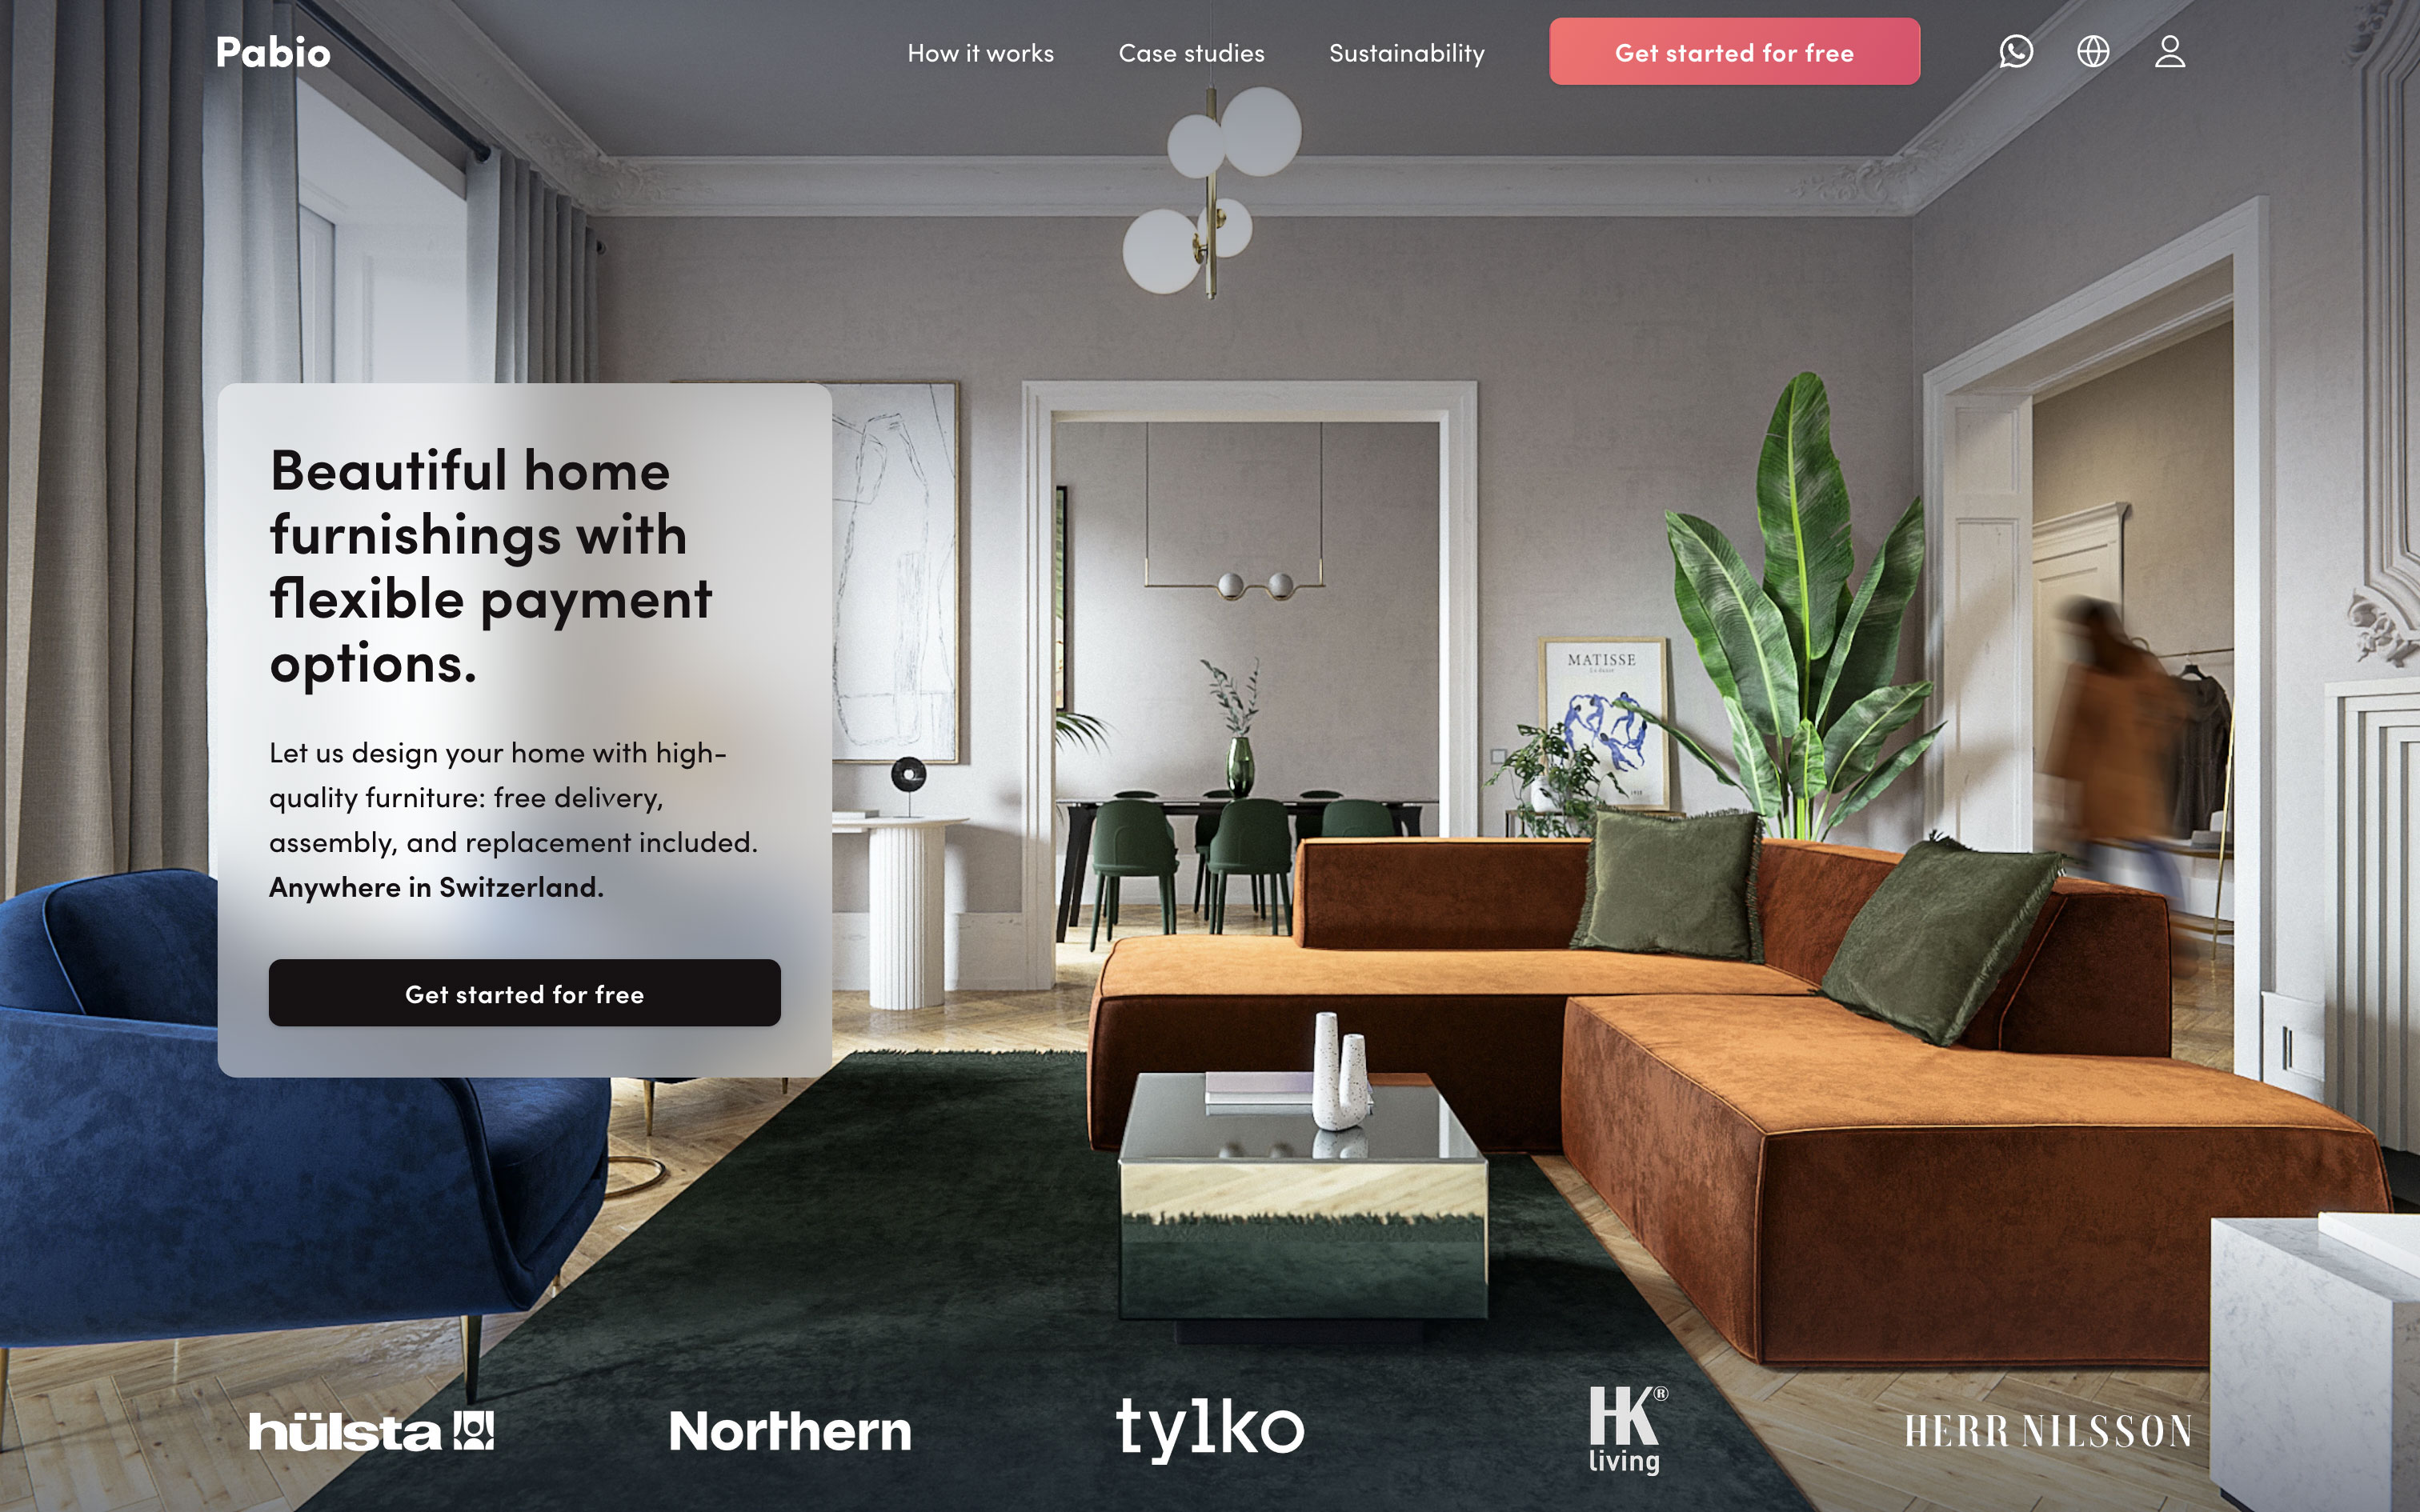 Pabio
How it works
Case studies
Sustainability
Get started for free
Beautiful home
furnishings with
flexible payment
options.
Let us design your home with high-
quality furniture: free delivery,
assembly, and replacement included.
Anywhere in Switzerland.
Get started for free
MATISSE
hülsta
Northern
tylko
HK®
living
HERR NILSSON